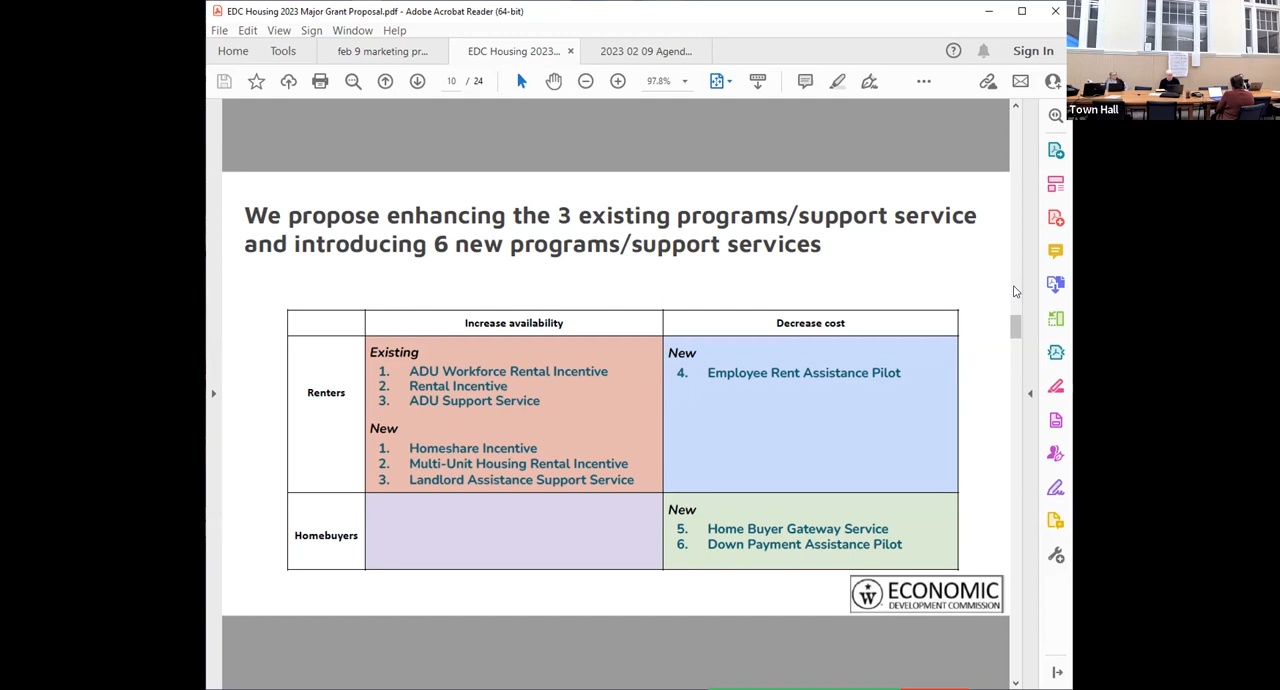 EDC Housing 2023 Major Grant Proposal.pdf - Adobe Acrobat Reader (64-bit)
File Edit View Sign Window Help
Home Tools feb 9 marketing pr... EDC Housing 2023... × 2023 02 09 Agend... Sign In
10 / 24 97.8%
Town Hall
We propose enhancing the 3 existing programs/support service
and introducing 6 new programs/support services
Increase availability Decrease cost
Renters
Existing
1. ADU Workforce Rental Incentive
2. Rental Incentive
3. ADU Support Service
New
1. Homeshare Incentive
2. Multi-Unit Housing Rental Incentive
3. Landlord Assistance Support Service
New
4. Employee Rent Assistance Pilot
Homebuyers
New
5. Home Buyer Gateway Service
6. Down Payment Assistance Pilot
W ECONOMIC
DEVELOPMENT COMMISSION